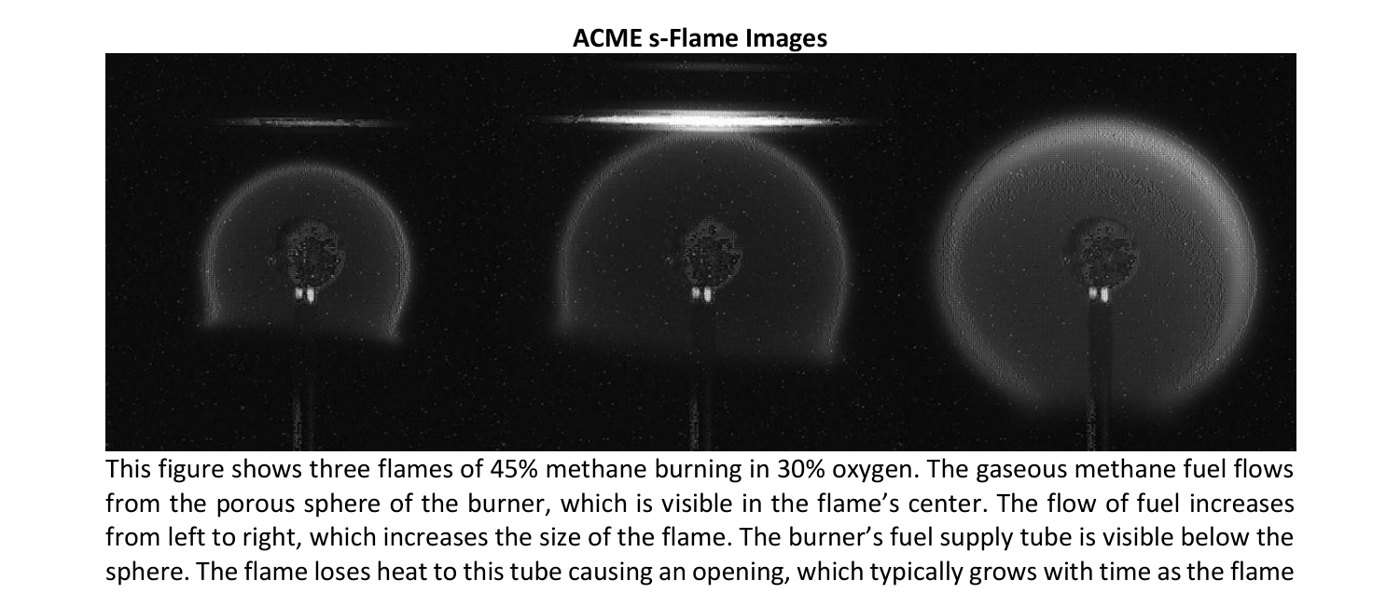 ACME s-Flame Images
This figure shows three flames of 45% methane burning in 30% oxygen. The gaseous methane fuel flows
from the porous sphere of the burner, which is visible in the flame’s center. The flow of fuel increases
from left to right, which increases the size of the flame. The burner’s fuel supply tube is visible below the
sphere. The flame loses heat to this tube causing an opening, which typically grows with time as the flame